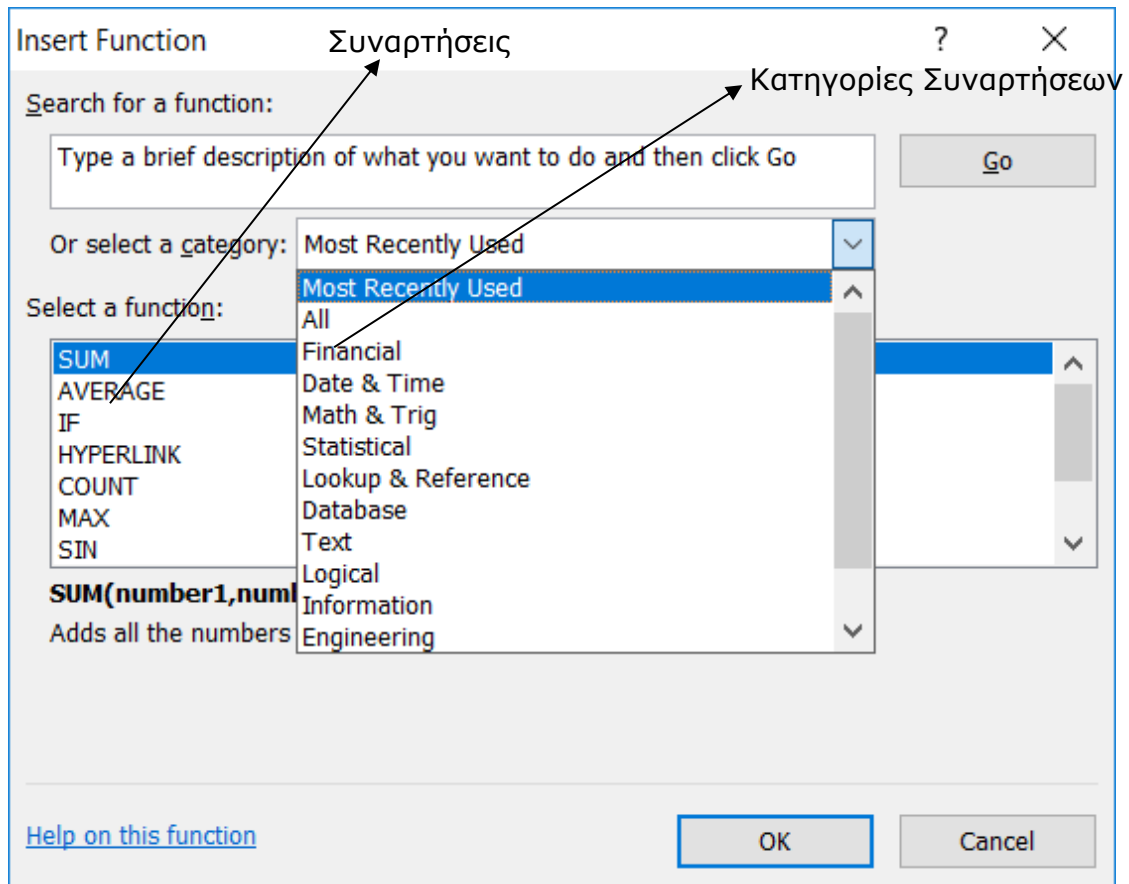 Insert Function
Συναρτήσεις
?
Κατηγορίες Συναρτήσεων
Search for a function:
Type a brief description of what you want to do and then click Go
Go
Or select a category:
Most Recently Used
Most Recently Used
All
Financial
Date & Time
Math & Trig
Statistical
Lookup & Reference
Database
Text
Logical
Information
Engineering
Select a function:
SUM
AVERAGE
IF
HYPERLINK
COUNT
MAX
SIN
SUM(number1,numb
Adds all the numbers
Help on this function
OK
Cancel